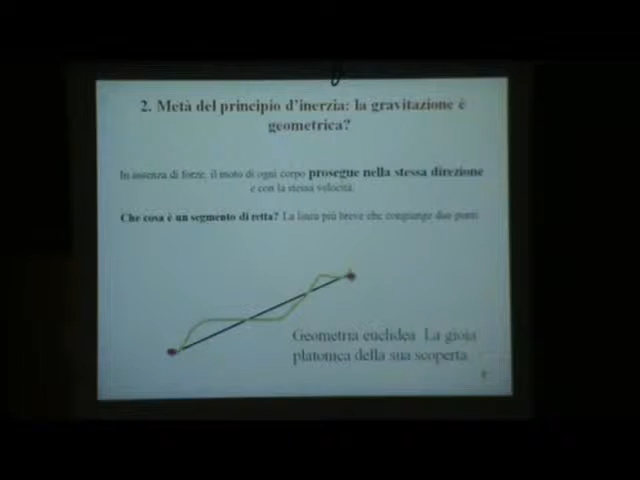 2. Metà del principio d'inerzia: la gravitazione è
geometrica?
In assenza di forze, il moto di ogni corpo prosegue nella stessa direzione
e con la stessa velocità.
Che cosa è un segmento di retta? La linea più breve che congiunge due punti
Geometria euclidea La gioia
platonica della sua scoperta